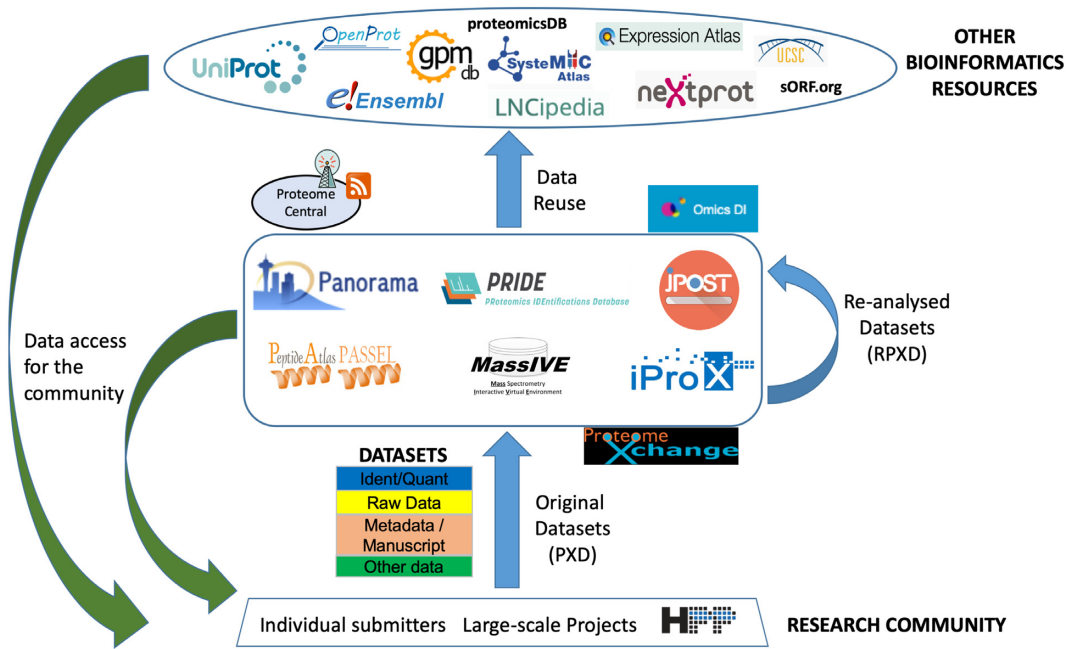 proteomicsDB
OpenProt
Expression Atlas
UCSC
UniProt
gpm
db
SysteMHC
Atlas
e!Ensembl
LNCipedia
neXtprot
sORF.org
OTHER
BIOINFORMATICS
RESOURCES
Proteome
Central
Data
Reuse
Omics DI
Panorama
PRIDE
PRoteomics IDEntifications Database
jPOST
PeptideAtlas PASSEL
MassIVE
Mass Spectrometry
Interactive Virtual Environment
iProX
Re-analysed
Datasets
(RPXD)
Data access
for the
community
Proteome
Xchange
DATASETS
Ident/Quant
Raw Data
Metadata /
Manuscript
Other data
Original
Datasets
(PXD)
Individual submitters
Large-scale Projects
HPP
RESEARCH COMMUNITY